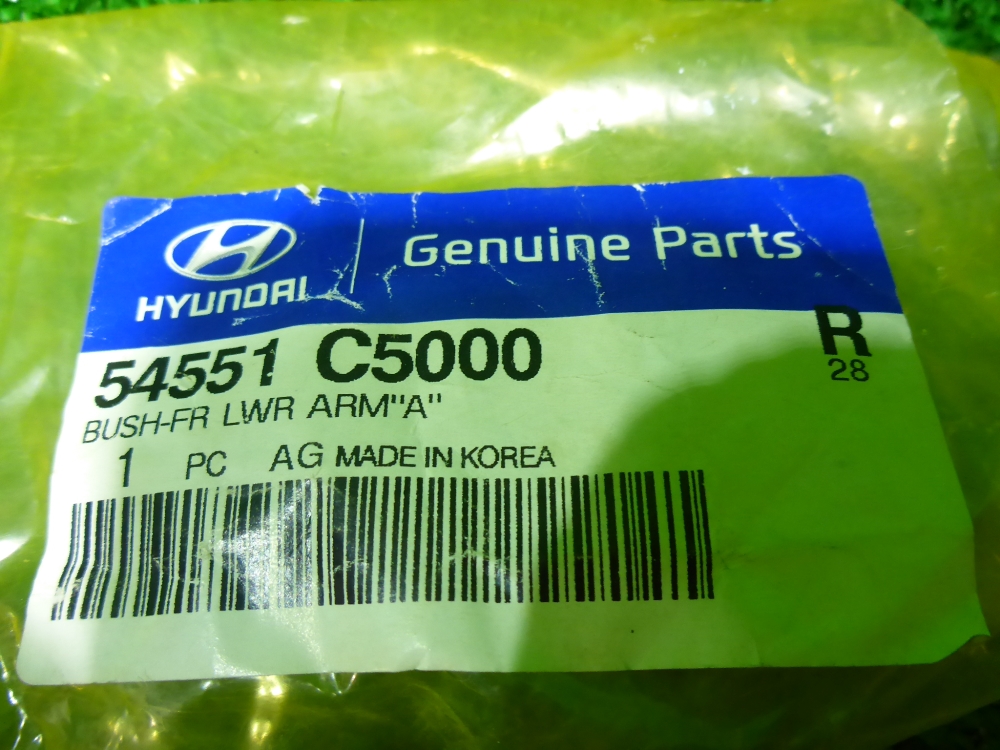 HYUNDAI
Genuine Parts
54551 C5000
R
28
BUSH-FR LWR ARM"A"
1 PC AG MADE IN KOREA